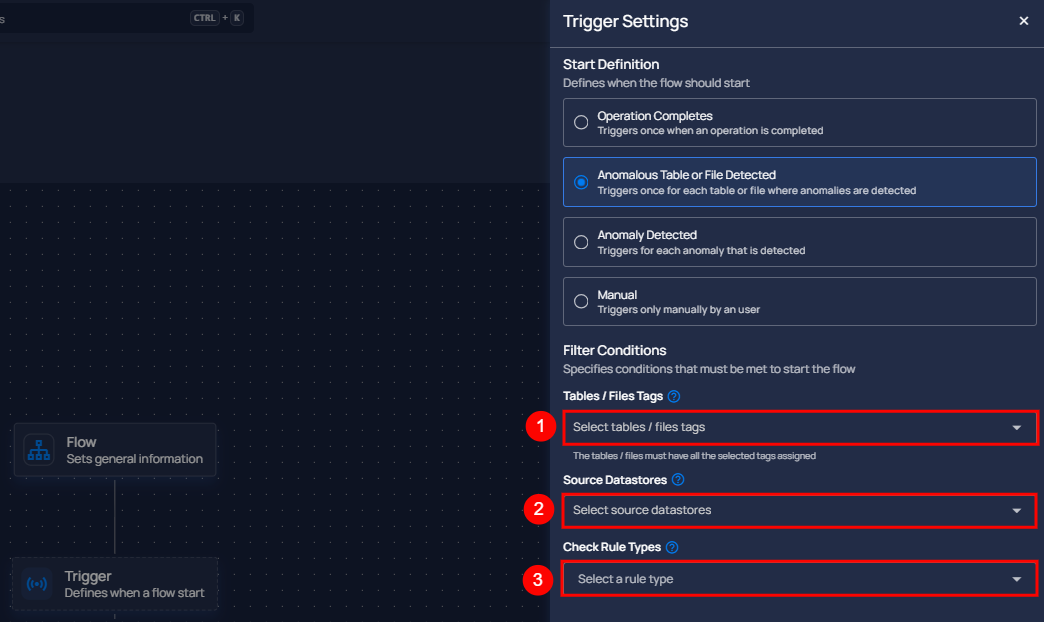 s
CTRL + K
Trigger Settings
Start Definition
Defines when the flow should start
Operation Completes
Triggers once when an operation is completed
Anomalous Table or File Detected
Triggers once for each table or file where anomalies are detected
Anomaly Detected
Triggers for each anomaly that is detected
Manual
Triggers only manually by an user
Filter Conditions
Specifies conditions that must be met to start the flow
Tables / Files Tags ?
1
Select tables / files tags
The tables / files must have all the selected tags assigned
Source Datastores ?
2
Select source datastores
Check Rule Types ?
3
Select a rule type
Flow
Sets general information
Trigger
Defines when a flow start